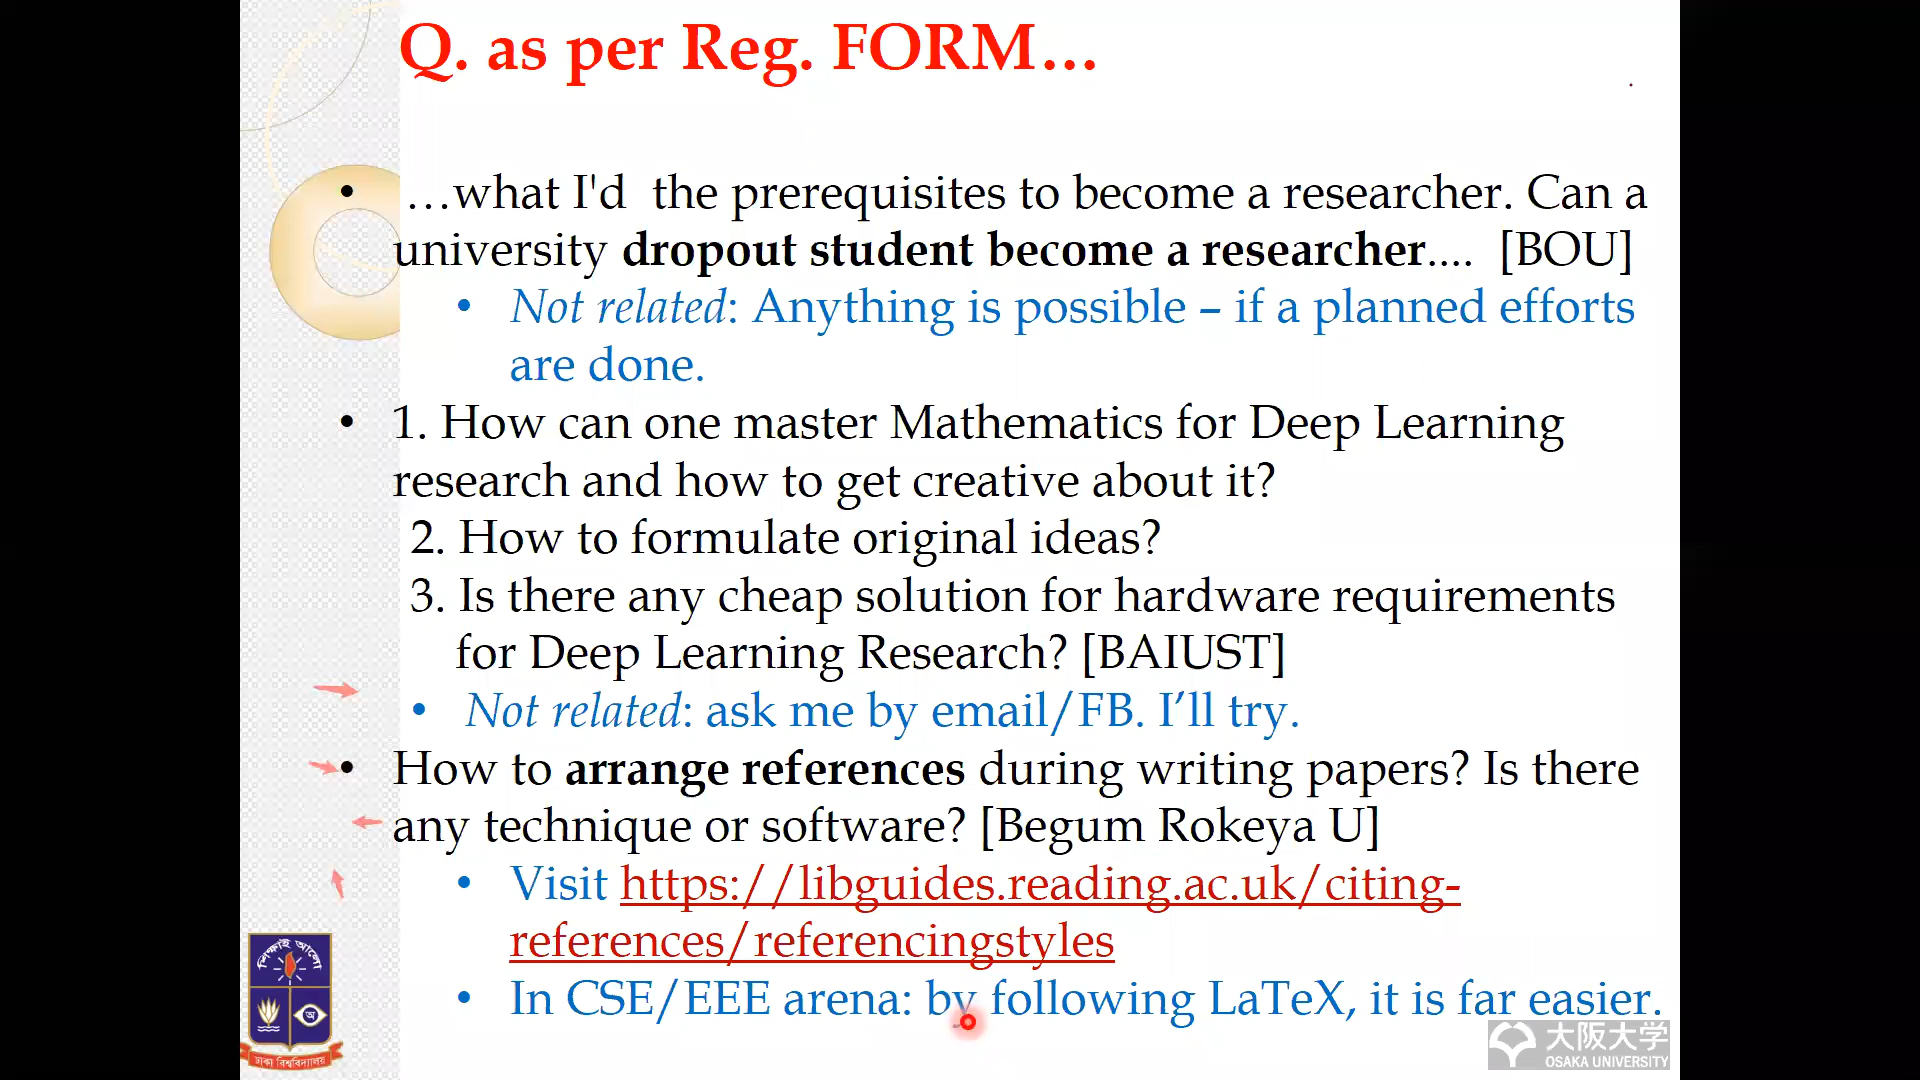 Q. as per Reg. FORM…
• …what I'd the prerequisites to become a researcher. Can a
university dropout student become a researcher.... [BOU]
• Not related: Anything is possible – if a planned efforts
are done.
• 1. How can one master Mathematics for Deep Learning
research and how to get creative about it?
2. How to formulate original ideas?
3. Is there any cheap solution for hardware requirements
for Deep Learning Research? [BAIUST]
• Not related: ask me by email/FB. I’ll try.
• How to arrange references during writing papers? Is there
any technique or software? [Begum Rokeya U]
• Visit https://libguides.reading.ac.uk/citing-
references/referencingstyles
• In CSE/EEE arena: by following LaTeX, it is far easier.
শিক্ষাই আলো
অ
ঢাকা বিশ্ববিদ্যালয়
大阪大学
OSAKA UNIVERSITY